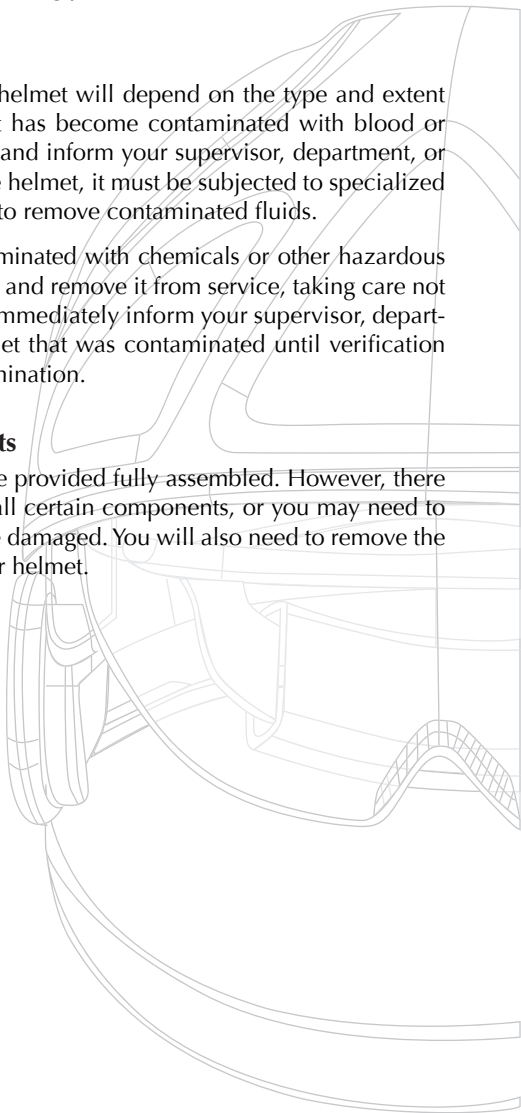 helmet will depend on the type and extent
has become contaminated with blood or
and inform your supervisor, department, or
helmet, it must be subjected to specialized
to remove contaminated fluids.
minated with chemicals or other hazardous
and remove it from service, taking care not
mmediately inform your supervisor, depart-
et that was contaminated until verification
mination.
ts
e provided fully assembled. However, there
all certain components, or you may need to
damaged. You will also need to remove the
r helmet.